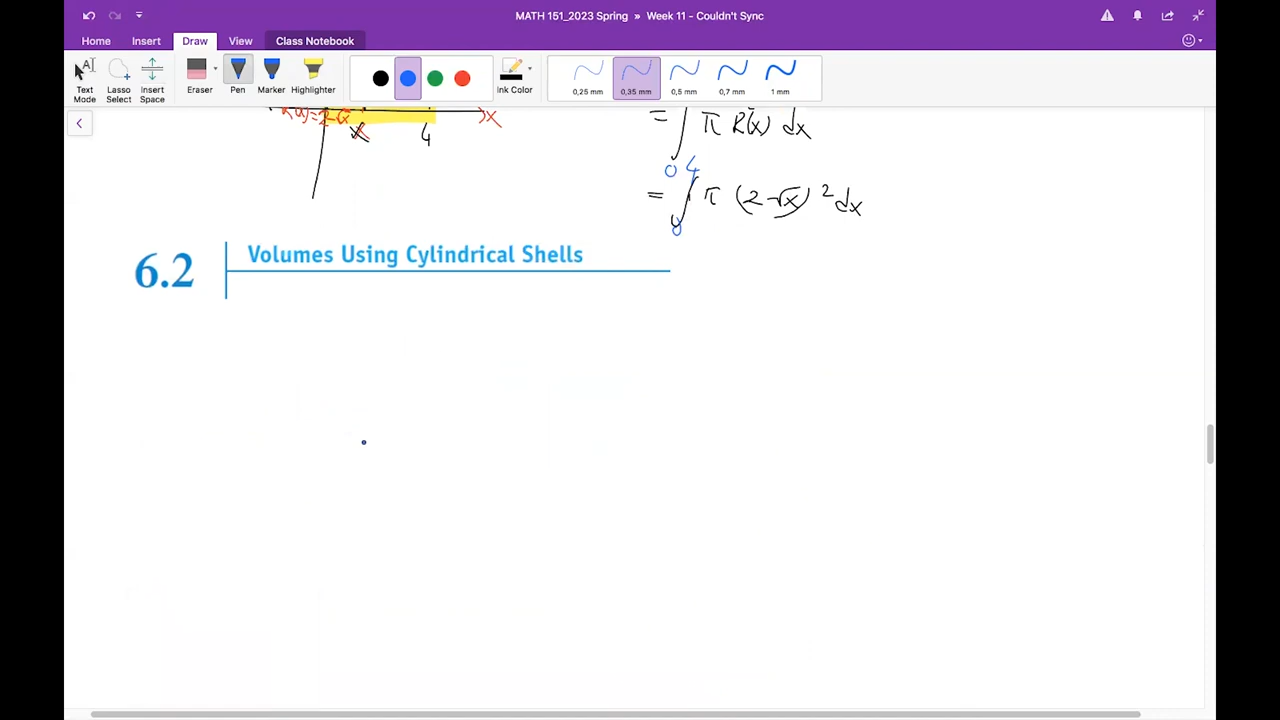 MATH 151_2023 Spring » Week 11 - Couldn't Sync
Home Insert Draw View Class Notebook
Text Mode
Lasso Select
Insert Space
Eraser
Pen
Marker
Highlighter
Ink Color
0,25 mm
0,35 mm
0,5 mm
0,7 mm
1 mm
= ∫ π R(x) dx
0
x
x
4
4
= ∫ π (2-√x)² dx
0
6.2 Volumes Using Cylindrical Shells